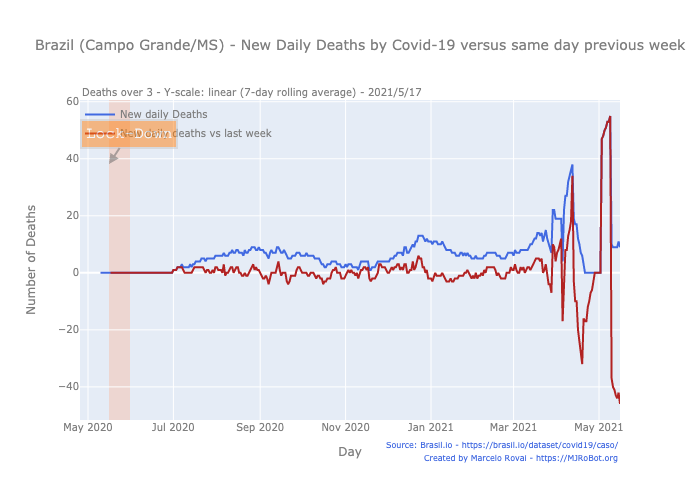 Brazil (Campo Grande/MS) - New Daily Deaths by Covid-19 versus same day previous week
Deaths over 3 - Y-scale: linear (7-day rolling average) - 2021/5/17
New daily Deaths
deaths vs last week
Lock Down
60
40
20
0
−20
−40
Number of Deaths
May 2020
Jul 2020
Sep 2020
Nov 2020
Jan 2021
Mar 2021
May 2021
Day
Source: Brasil.io - https://brasil.io/dataset/covid19/caso/
Created by Marcelo Rovai - https://MJRoBot.org